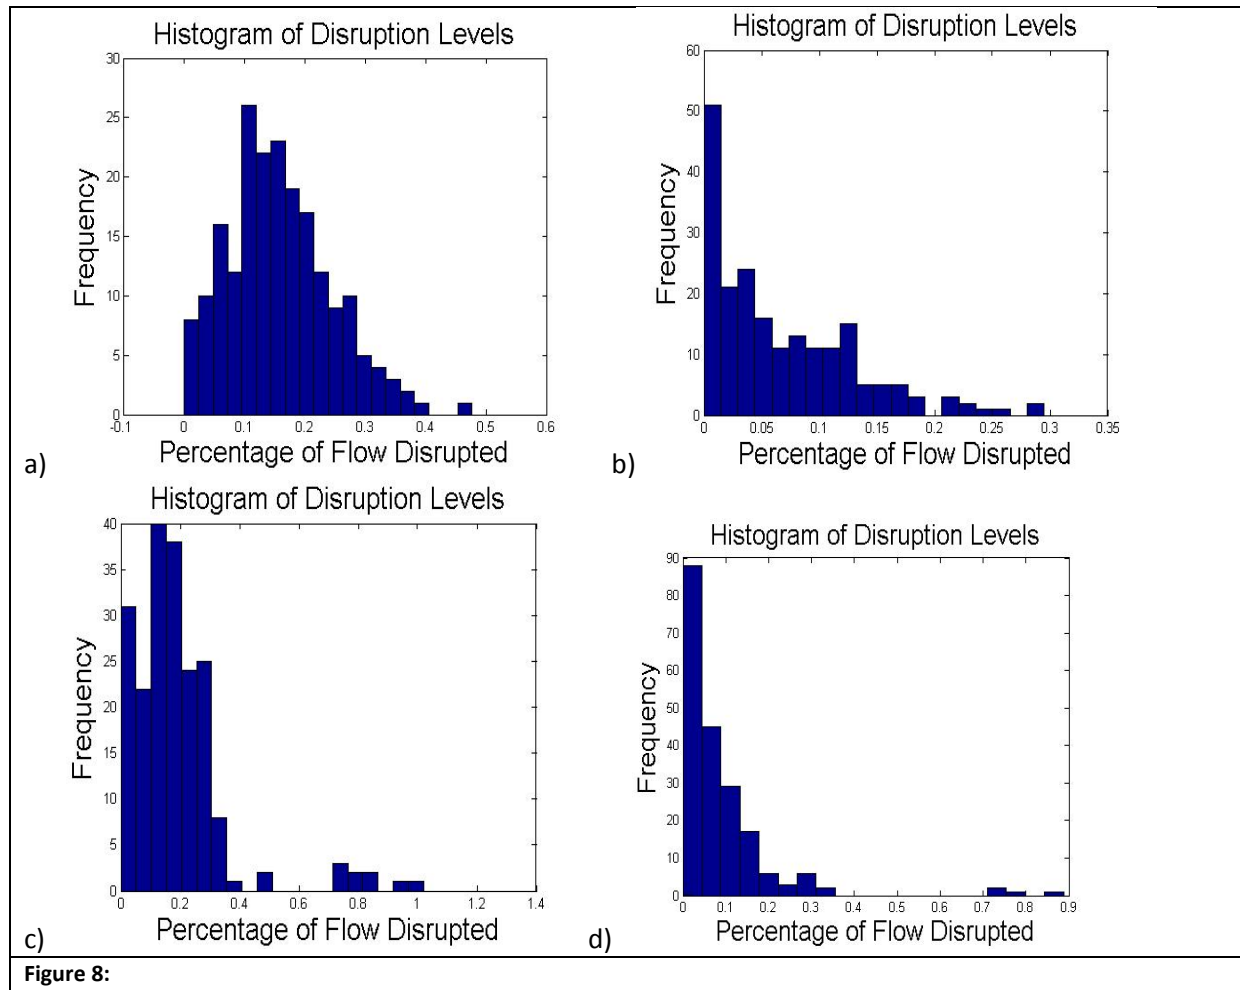 Histogram of Disruption Levels
Frequency
30
25
20
15
10
5
0
-0.1 0 0.1 0.2 0.3 0.4 0.5 0.6
Percentage of Flow Disrupted
a)
Histogram of Disruption Levels
Frequency
60
50
40
30
20
10
0
0 0.05 0.1 0.15 0.2 0.25 0.3 0.35
Percentage of Flow Disrupted
b)
Histogram of Disruption Levels
Frequency
40
35
30
25
20
15
10
5
0
0 0.2 0.4 0.6 0.8 1 1.2 1.4
Percentage of Flow Disrupted
c)
Histogram of Disruption Levels
Frequency
90
80
70
60
50
40
30
20
10
0
0 0.1 0.2 0.3 0.4 0.5 0.6 0.7 0.8 0.9
Percentage of Flow Disrupted
d)
Figure 8: